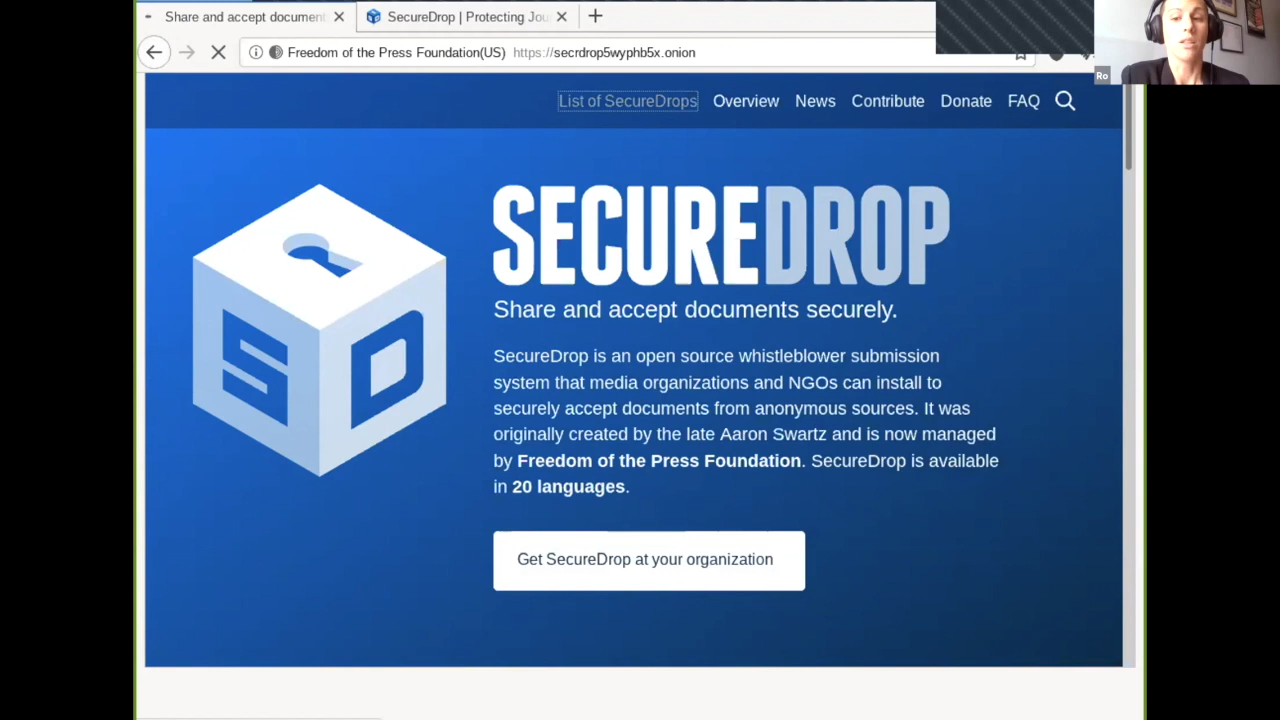 Share and accept document
SecureDrop | Protecting Jou
Freedom of the Press Foundation(US) https://secrdrop5wyphb5x.onion
Ro
List of SecureDrops Overview News Contribute Donate FAQ
SECUREDROP
S D
Share and accept documents securely.
SecureDrop is an open source whistleblower submission
system that media organizations and NGOs can install to
securely accept documents from anonymous sources. It was
originally created by the late Aaron Swartz and is now managed
by Freedom of the Press Foundation. SecureDrop is available
in 20 languages.
Get SecureDrop at your organization